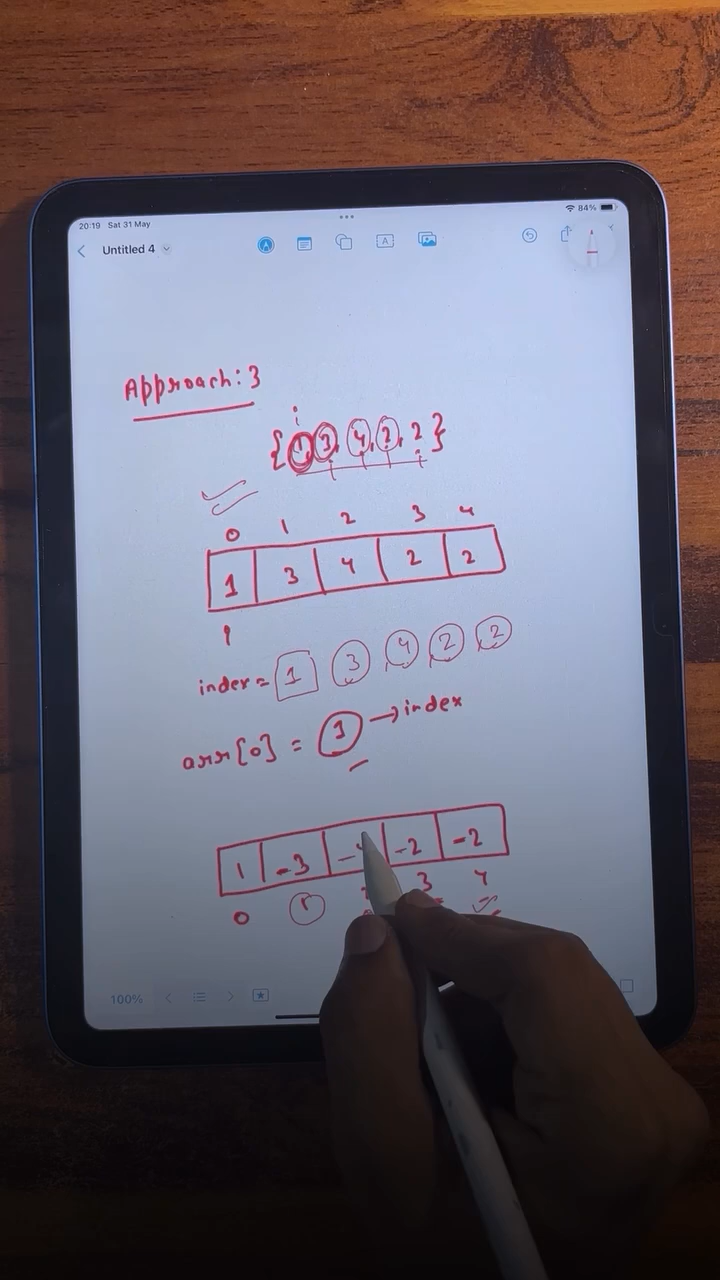 20:19 Sat 31 May
84%
Untitled 4
A
Approach:3
i
{1, 3, 4, 2, 2}
0 1 2 3 4
1 3 4 2 2
index = 1 3 4 2 2
arr[0] = 1 → index
1 -3 -4 -2 -2
0 1 3 4
100%